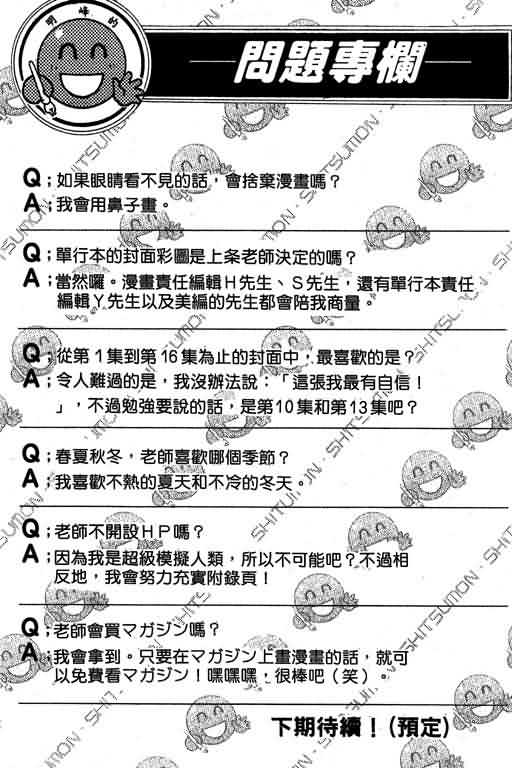 明峰的
問題專欄
Q；如果眼睛看不見的話，會捨棄漫畫嗎？
A；我會用鼻子畫。
Q；單行本的封面彩圖是上条老師決定的嗎？
A；當然囉。漫畫責任編輯H先生、S先生，還有單行本責任
編輯Y先生以及美編的先生都會陪我商量。
Q；從第1集到第16集為止的封面中，最喜歡的是？
A；令人難過的是，我沒辦法說：「這張我最有自信！
」，不過勉強要說的話，是第10集和第13集吧？
Q；春夏秋冬，老師喜歡哪個季節？
A；我喜歡不熱的夏天和不冷的冬天。
Q；老師不開設HP嗎？
A；因為我是超級模擬人類，所以不可能吧？不過相
反地，我會努力充實附錄頁！
Q；老師會買マガジン嗎？
A；我會拿到。只要在マガジン上畫漫畫的話，就可
以免費看マガジン！嘿嘿嘿，很棒吧（笑）。
下期待續！（預定）
SHITSUMON・SHITSUMON